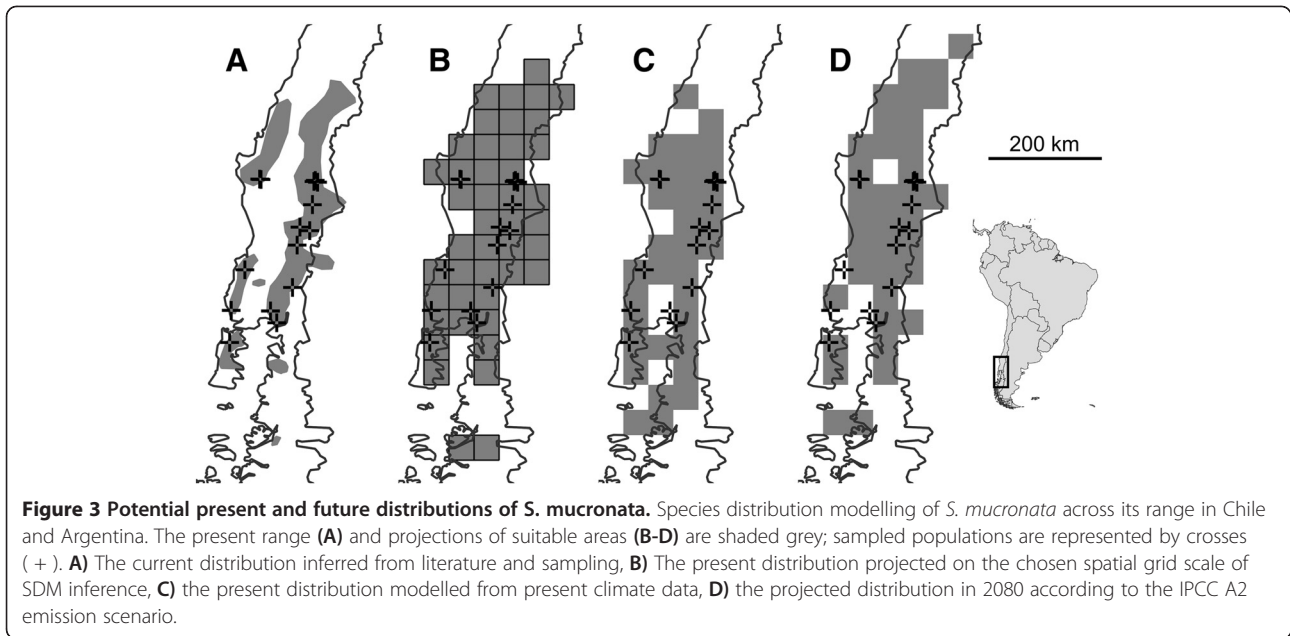 A B C D
200 km
Figure 3 Potential present and future distributions of S. mucronata. Species distribution modelling of S. mucronata across its range in Chile
and Argentina. The present range (A) and projections of suitable areas (B-D) are shaded grey; sampled populations are represented by crosses
( + ). A) The current distribution inferred from literature and sampling, B) The present distribution projected on the chosen spatial grid scale of
SDM inference, C) the present distribution modelled from present climate data, D) the projected distribution in 2080 according to the IPCC A2
emission scenario.